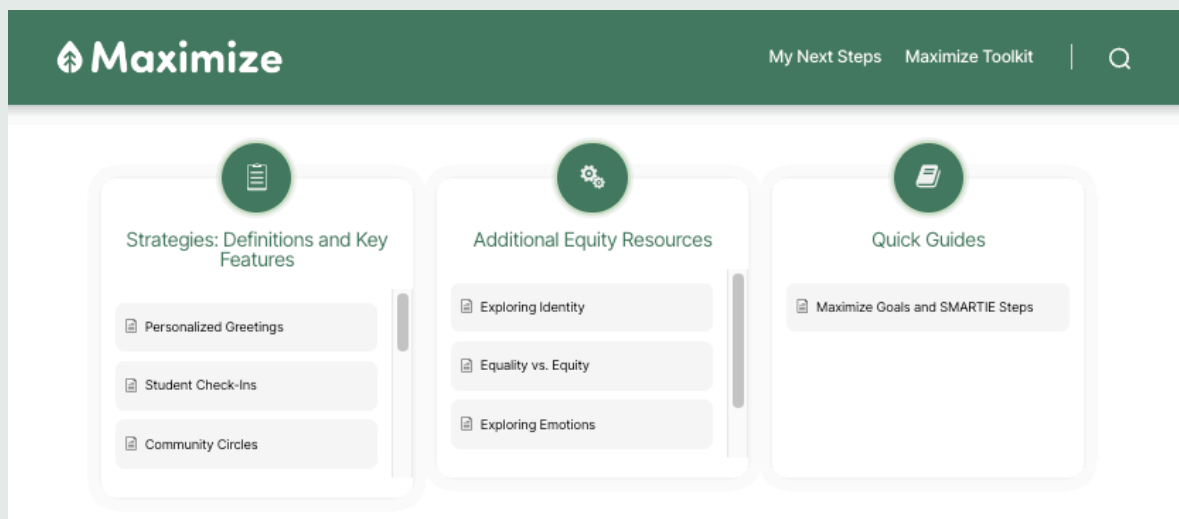 Maximize
My Next Steps
Maximize Toolkit
Strategies: Definitions and Key
Features
Personalized Greetings
Student Check-Ins
Community Circles
Additional Equity Resources
Exploring Identity
Equality vs. Equity
Exploring Emotions
Quick Guides
Maximize Goals and SMARTIE Steps